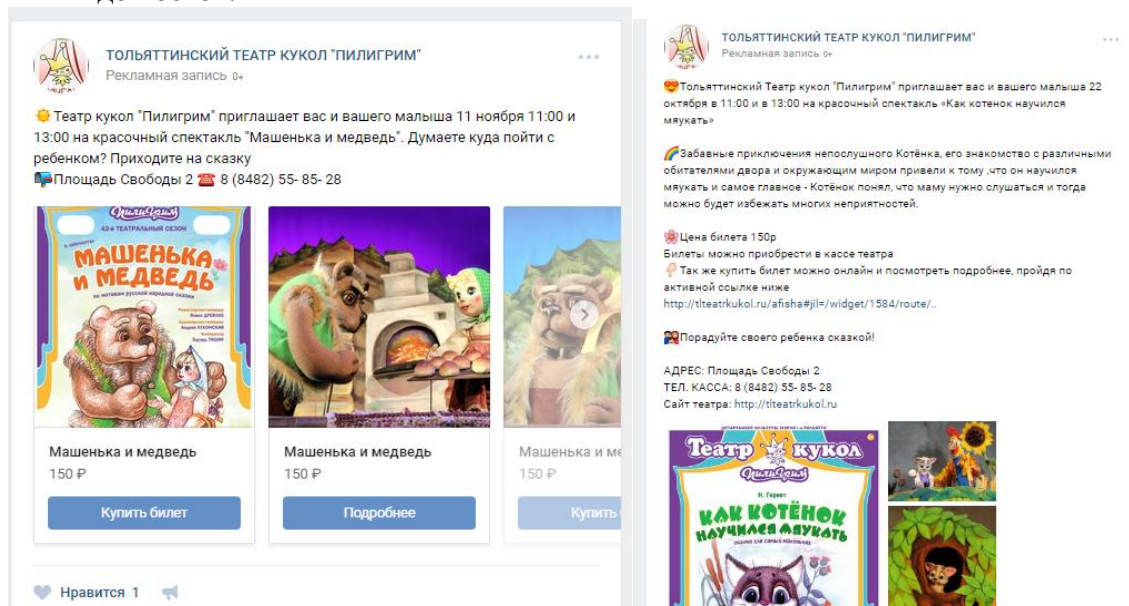 ТОЛЬЯТТИНСКИЙ ТЕАТР КУКОЛ "ПИЛИГРИМ"
Рекламная запись 0+
Театр кукол "Пилигрим" приглашает вас и вашего малыша 11 ноября 11:00 и
13:00 на красочный спектакль "Машенька и медведь". Думаете куда пойти с
ребенком? Приходите на сказку
Площадь Свободы 2 8 (8482) 55- 85- 28
Пилигрим
42-й ТЕАТРАЛЬНЫЙ СЕЗОН
МАШЕНЬКА
И МЕДВЕДЬ
по мотивам русской народной сказки
Машенька и медведь
150 ₽
Купить билет
Машенька и медведь
150 ₽
Подробнее
Машенька и ме
150 ₽
Купить
Нравится 1
ТОЛЬЯТТИНСКИЙ ТЕАТР КУКОЛ "ПИЛИГРИМ"
Рекламная запись 0+
Тольяттинский Театр кукол "Пилигрим" приглашает вас и вашего малыша 22
октября в 11:00 и в 13:00 на красочный спектакль «Как котенок научился
мяукать»
Забавные приключения непослушного Котёнка, его знакомство с различными
обитателями двора и окружающим миром привели к тому ,что он научился
мяукать и самое главное - Котёнок понял, что маму нужно слушаться и тогда
можно будет избежать многих неприятностей.
Цена билета 150р
Билеты можно приобрести в кассе театра
Так же купить билет можно онлайн и посмотреть подробнее, пройдя по
активной ссылке ниже
http://tlteatrkukol.ru/afisha#jil=/widget/1584/route/..
Порадуйте своего ребенка сказкой!
АДРЕС: Площадь Свободы 2
ТЕЛ. КАССА: 8 (8482) 55- 85- 28
Сайт театра: http://tlteatrkukol.ru
Театр кукол
Пилигрим
КАК КОТЁНОК
НАУЧИЛСЯ МЯУКАТЬ
сказка для самых маленьких